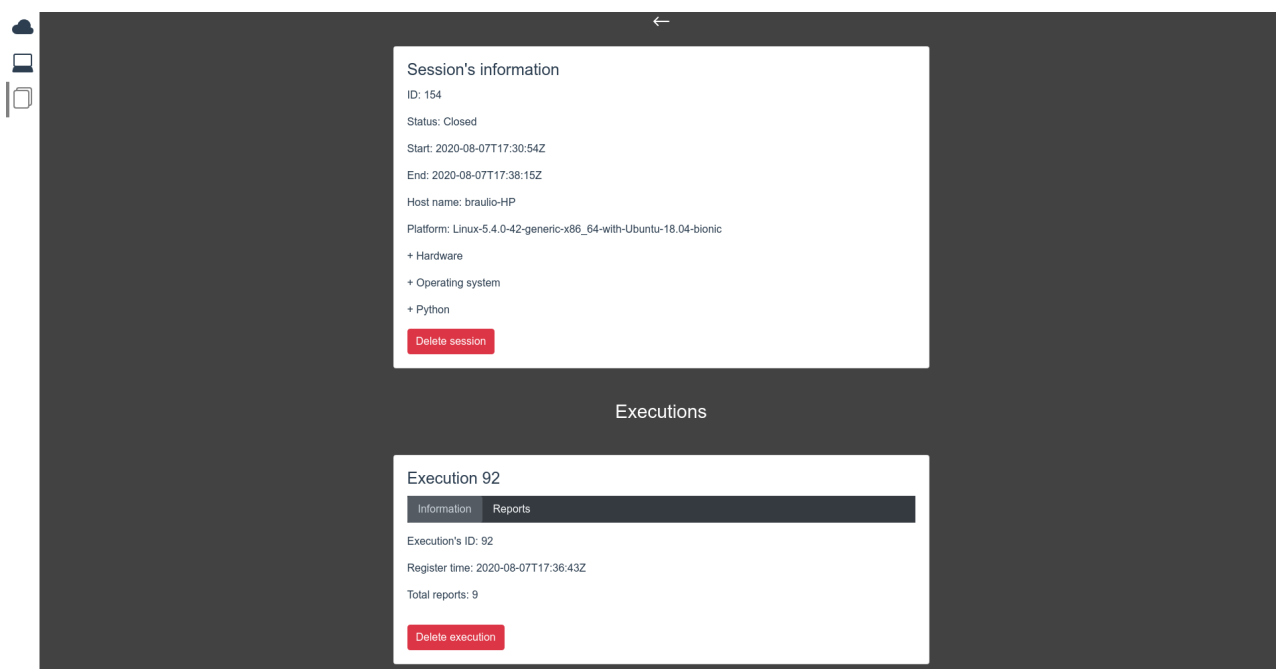 Session's information
ID: 154
Status: Closed
Start: 2020-08-07T17:30:54Z
End: 2020-08-07T17:38:15Z
Host name: braulio-HP
Platform: Linux-5.4.0-42-generic-x86_64-with-Ubuntu-18.04-bionic
+ Hardware
+ Operating system
+ Python
Delete session
Executions
Execution 92
Information Reports
Execution's ID: 92
Register time: 2020-08-07T17:36:43Z
Total reports: 9
Delete execution